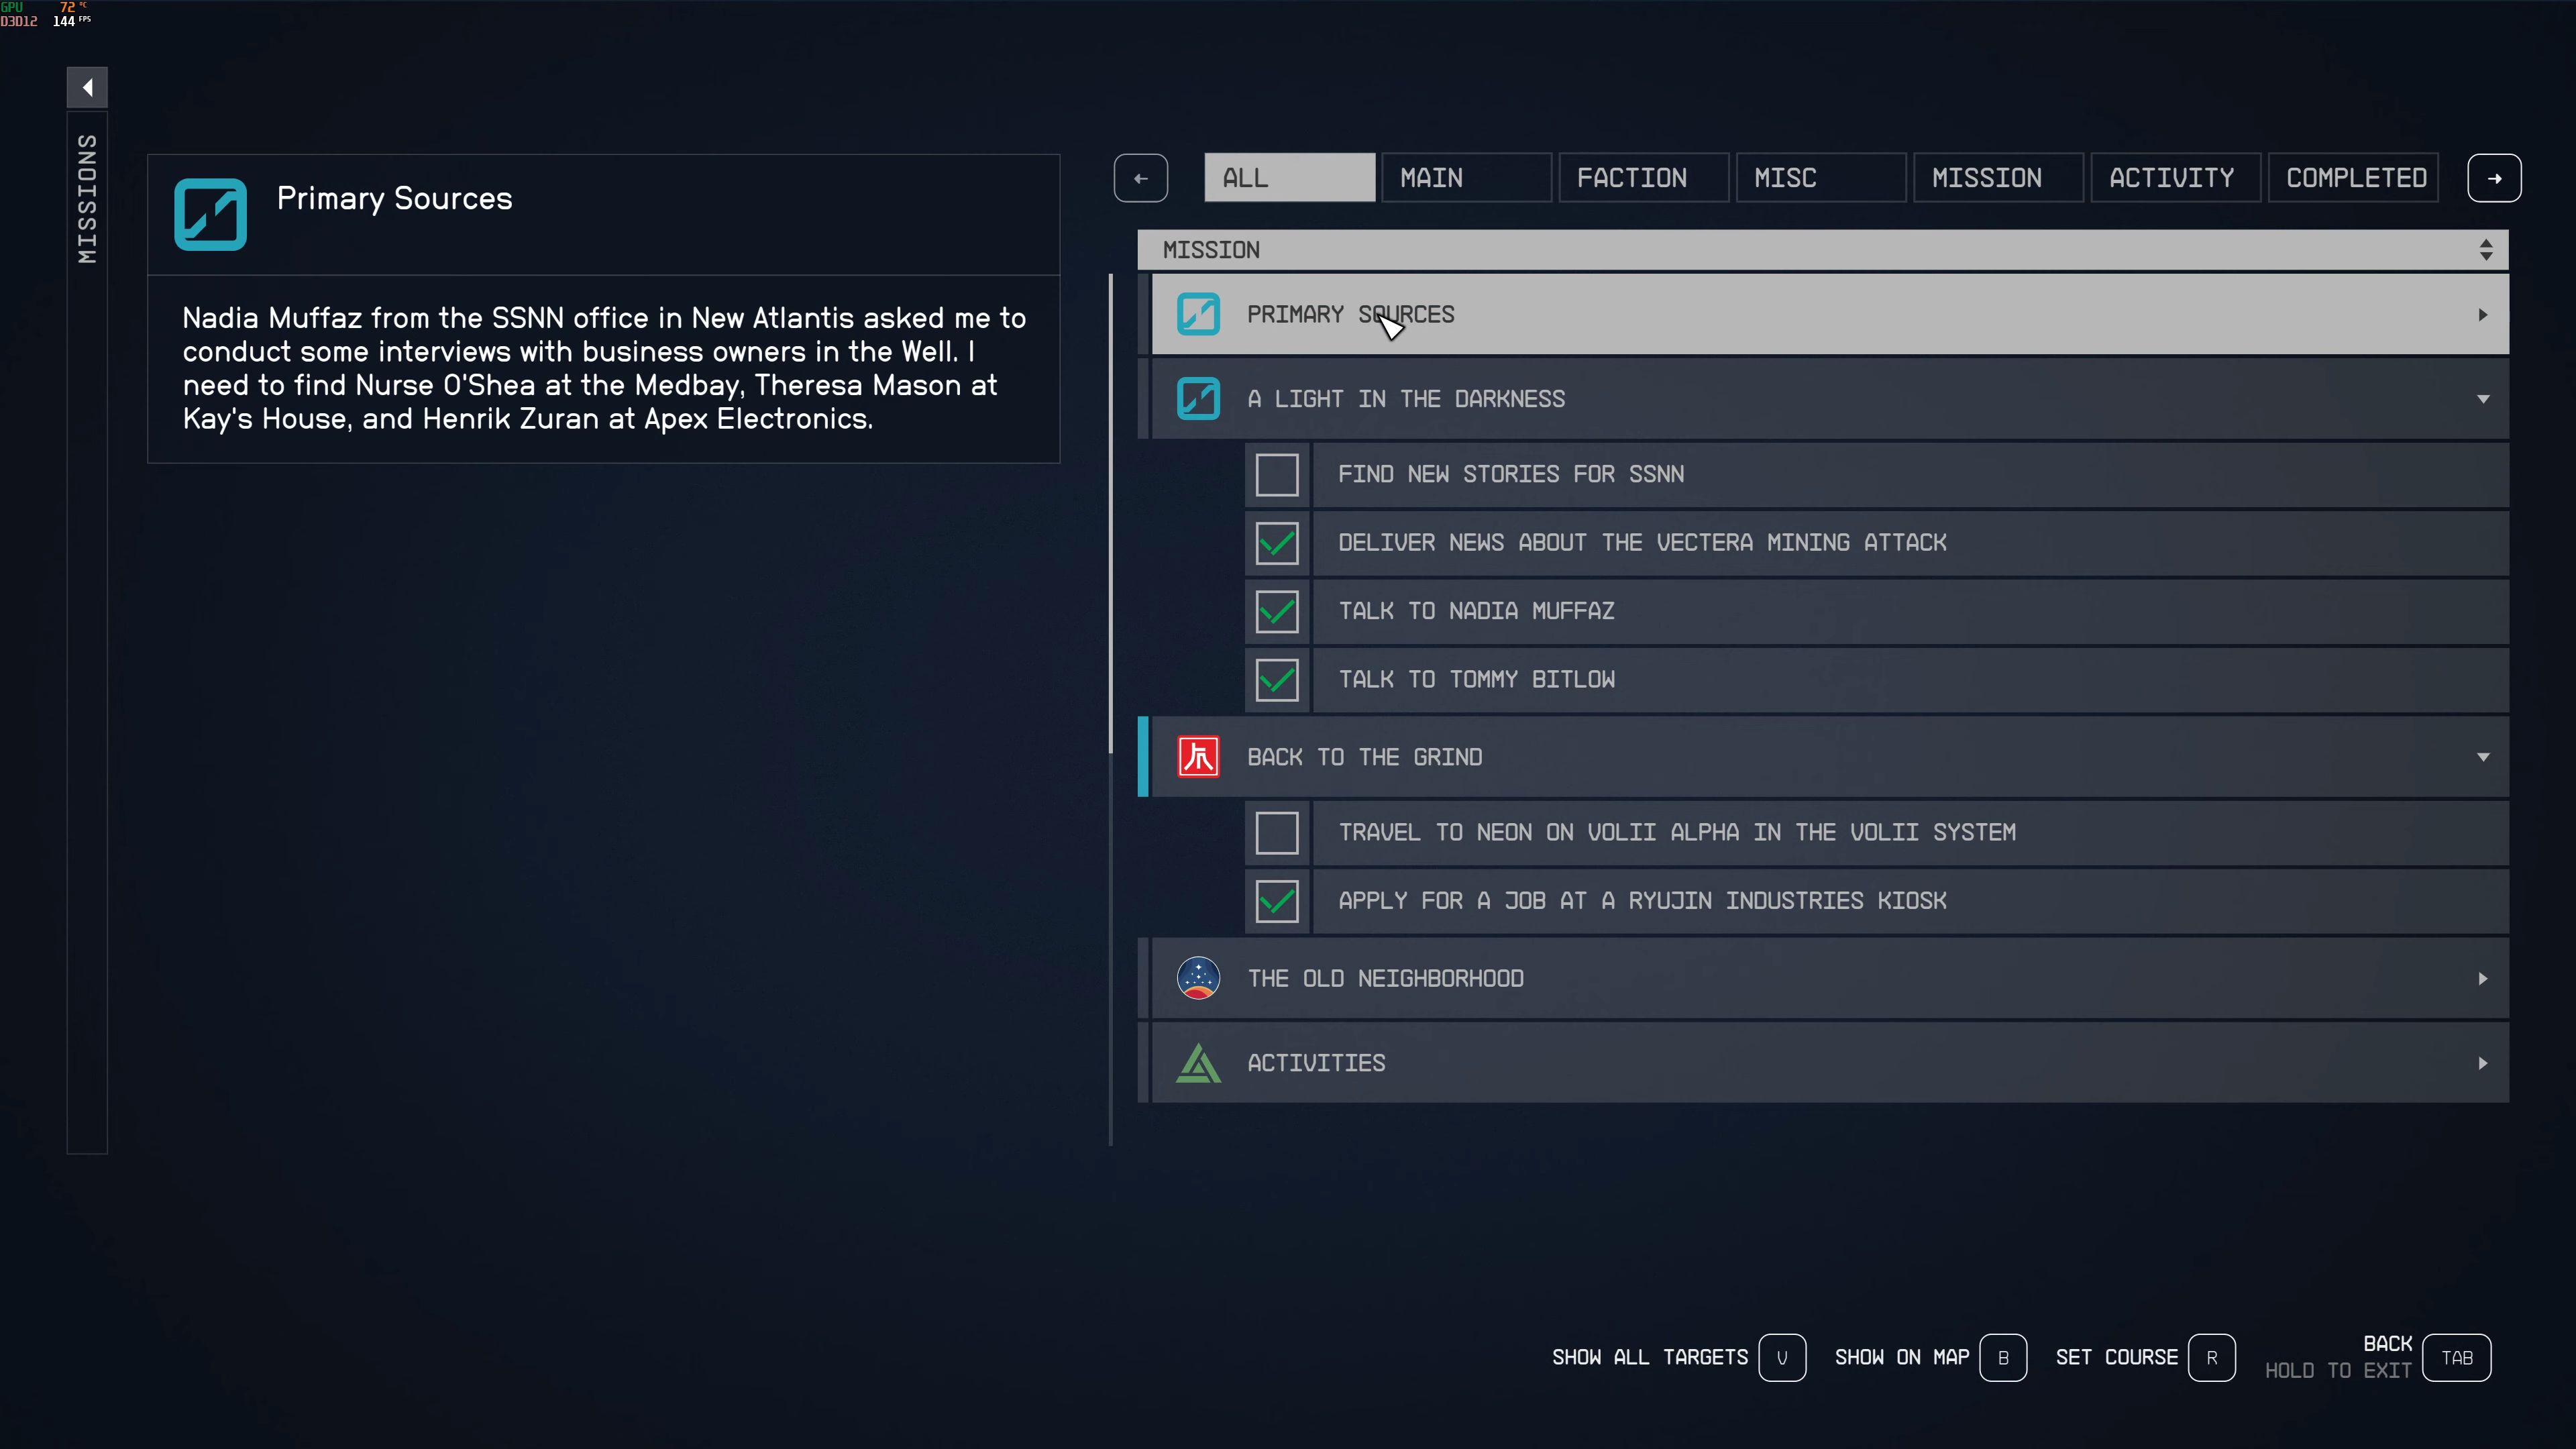 GPU 72 °C
D3D12 144 FPS
MISSIONS
Primary Sources
Nadia Muffaz from the SSNN office in New Atlantis asked me to
conduct some interviews with business owners in the Well. I
need to find Nurse O'Shea at the Medbay, Theresa Mason at
Kay's House, and Henrik Zuran at Apex Electronics.
ALL MAIN FACTION MISC MISSION ACTIVITY COMPLETED
MISSION
PRIMARY SOURCES
A LIGHT IN THE DARKNESS
FIND NEW STORIES FOR SSNN
DELIVER NEWS ABOUT THE VECTERA MINING ATTACK
TALK TO NADIA MUFFAZ
TALK TO TOMMY BITLOW
BACK TO THE GRIND
TRAVEL TO NEON ON VOLII ALPHA IN THE VOLII SYSTEM
APPLY FOR A JOB AT A RYUJIN INDUSTRIES KIOSK
THE OLD NEIGHBORHOOD
ACTIVITIES
SHOW ALL TARGETS V SHOW ON MAP B SET COURSE R BACK TAB
HOLD TO EXIT